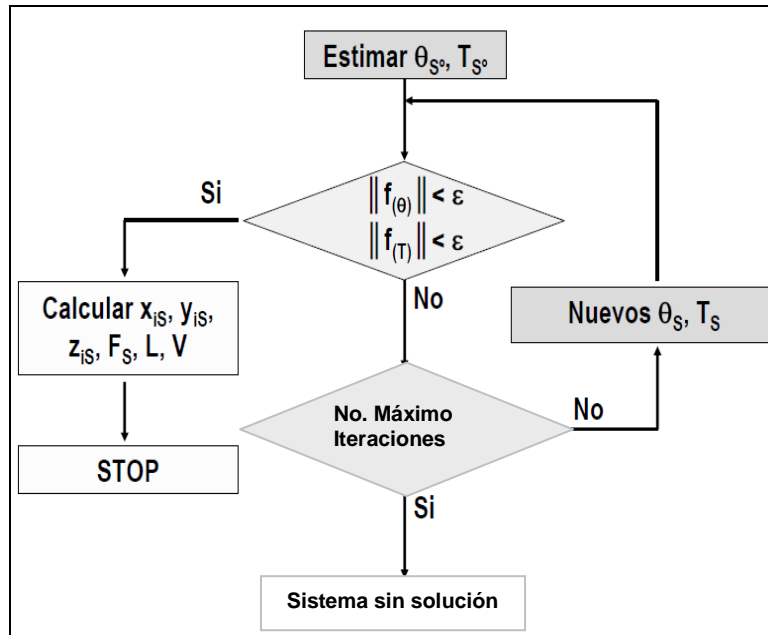 Estimar θS°, TS°
Si
‖ f(θ) ‖ < ε
‖ f(T) ‖ < ε
Calcular xiS, yiS,
ziS, FS, L, V
No
Nuevos θS, TS
No. Máximo
Iteraciones
No
STOP
Si
Sistema sin solución